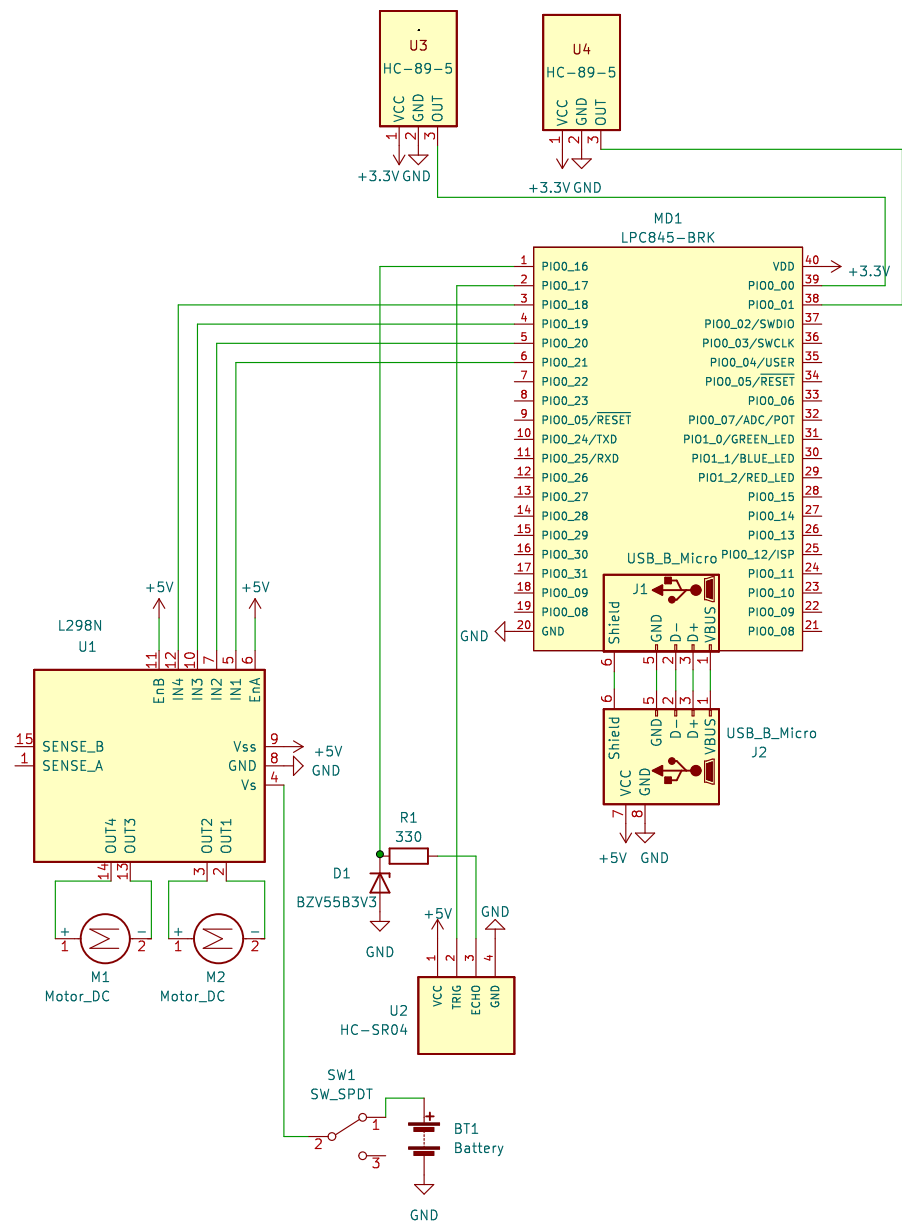 U3
HC-89-5
VCC
GND
OUT
1
2
3
+3.3V
GND
U4
HC-89-5
VCC
GND
OUT
1
2
3
+3.3V
GND
MD1
LPC845-BRK
1 PIO0_16
2 PIO0_17
3 PIO0_18
4 PIO0_19
5 PIO0_20
6 PIO0_21
7 PIO0_22
8 PIO0_23
9 PIO0_05/RESET
10 PIO0_24/TXD
11 PIO0_25/RXD
12 PIO0_26
13 PIO0_27
14 PIO0_28
15 PIO0_29
16 PIO0_30
17 PIO0_31
18 PIO0_09
19 PIO0_08
20 GND
GND
VDD 40
+3.3V
PIO0_00 39
PIO0_01 38
PIO0_02/SWDIO 37
PIO0_03/SWCLK 36
PIO0_04/USER 35
PIO0_05/RESET 34
PIO0_06 33
PIO0_07/ADC/POT 32
PIO1_0/GREEN_LED 31
PIO1_1/BLUE_LED 30
PIO1_2/RED_LED 29
PIO0_15 28
PIO0_14 27
PIO0_13 26
PIO0_12/ISP 25
PIO0_11 24
PIO0_10 23
PIO0_09 22
PIO0_08 21
USB_B_Micro
J1
Shield
GND
D-
D+
VBUS
6
5
2
3
1
6
5
2
3
1
Shield
GND
D-
D+
VBUS
USB_B_Micro
J2
VCC
GND
7
8
+5V
GND
L298N
U1
+5V
+5V
11
12
10
7
5
6
EnB
IN4
IN3
IN2
IN1
EnA
15 SENSE_B
1 SENSE_A
Vss 9
+5V
GND 8
GND
Vs 4
OUT4
OUT3
OUT2
OUT1
14
13
3
2
+
1
-
2
M1
Motor_DC
+
1
-
2
M2
Motor_DC
R1
330
D1
BZV55B3V3
GND
+5V
GND
1
2
3
4
VCC
TRIG
ECHO
GND
U2
HC-SR04
SW1
SW_SPDT
1
2
3
+
BT1
Battery
GND